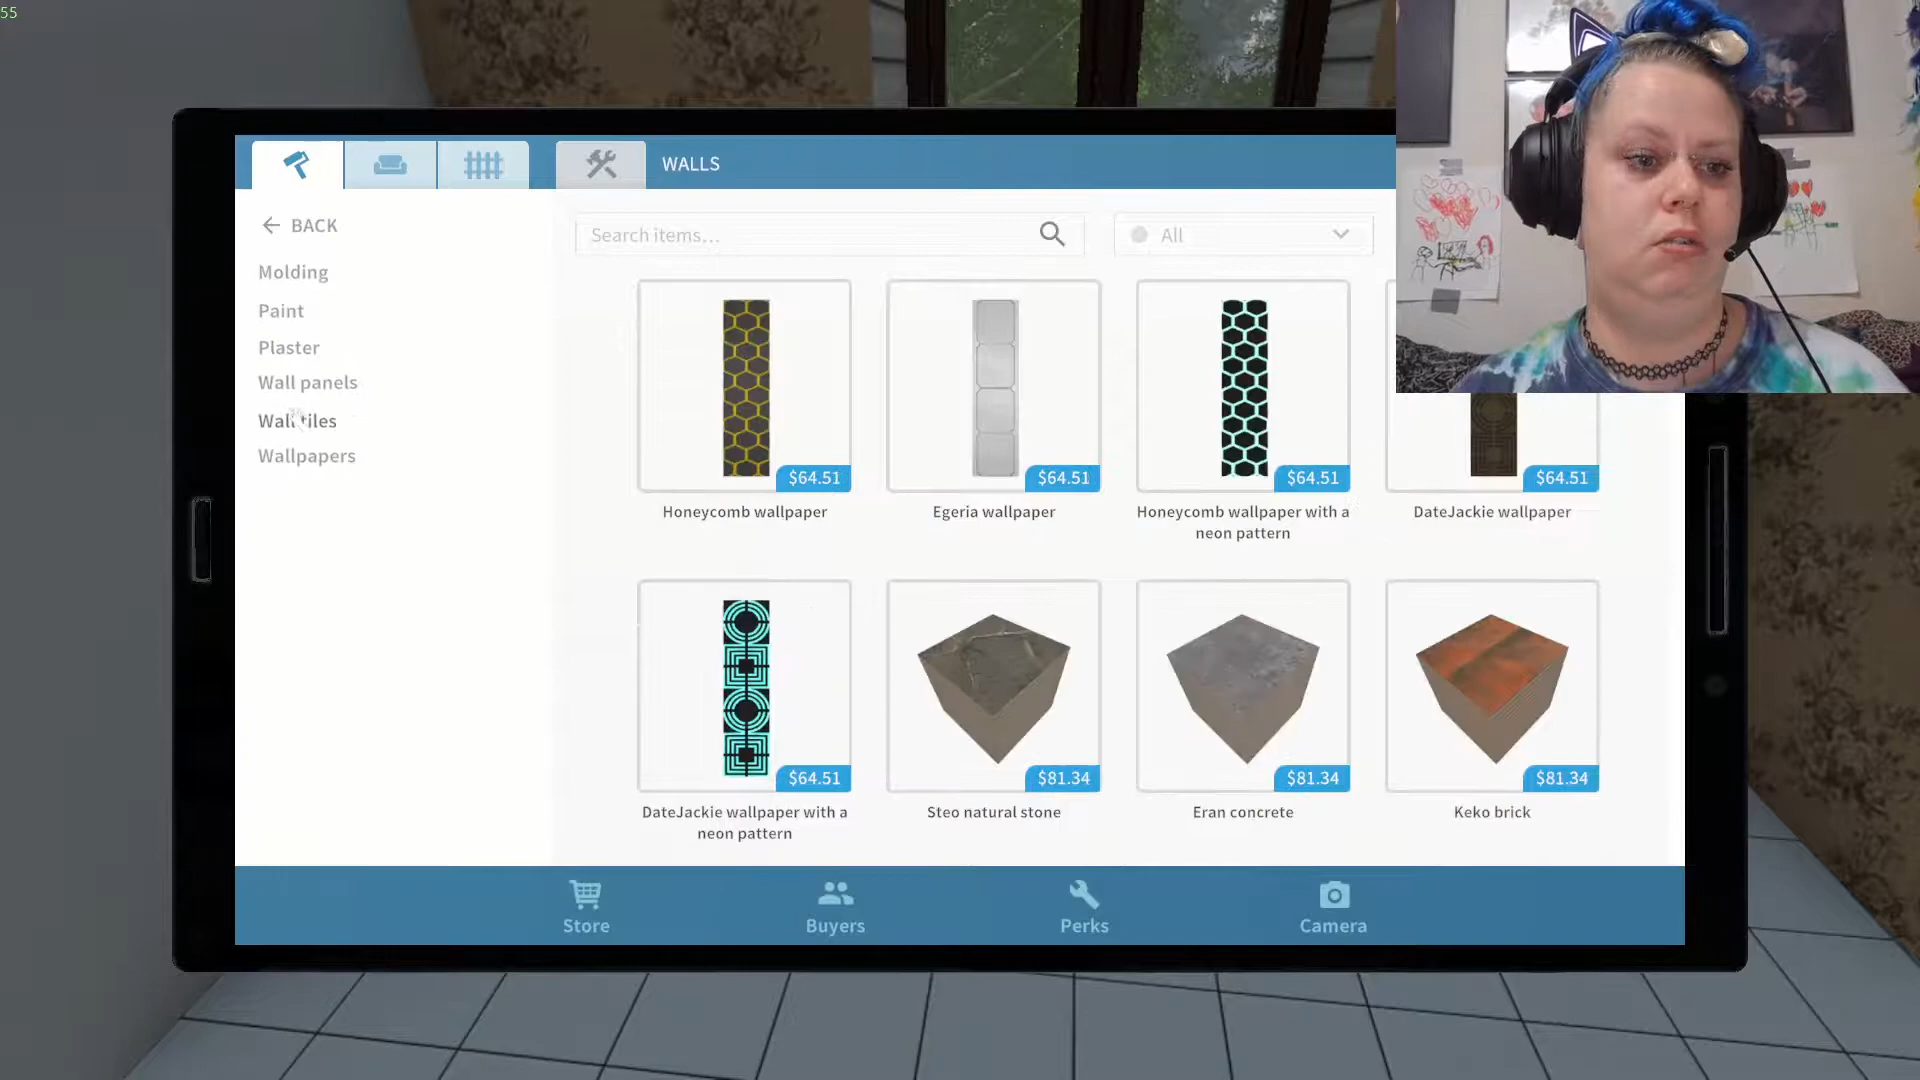 55
WALLS
BACK
Search items...
All
Molding
Paint
Plaster
Wall panels
Wall tiles
Wallpapers
$64.51
$64.51
$64.51
$64.51
Honeycomb wallpaper
Egeria wallpaper
Honeycomb wallpaper with a
neon pattern
DateJackie wallpaper
$64.51
$81.34
$81.34
$81.34
DateJackie wallpaper with a
neon pattern
Steo natural stone
Eran concrete
Keko brick
Store
Buyers
Perks
Camera